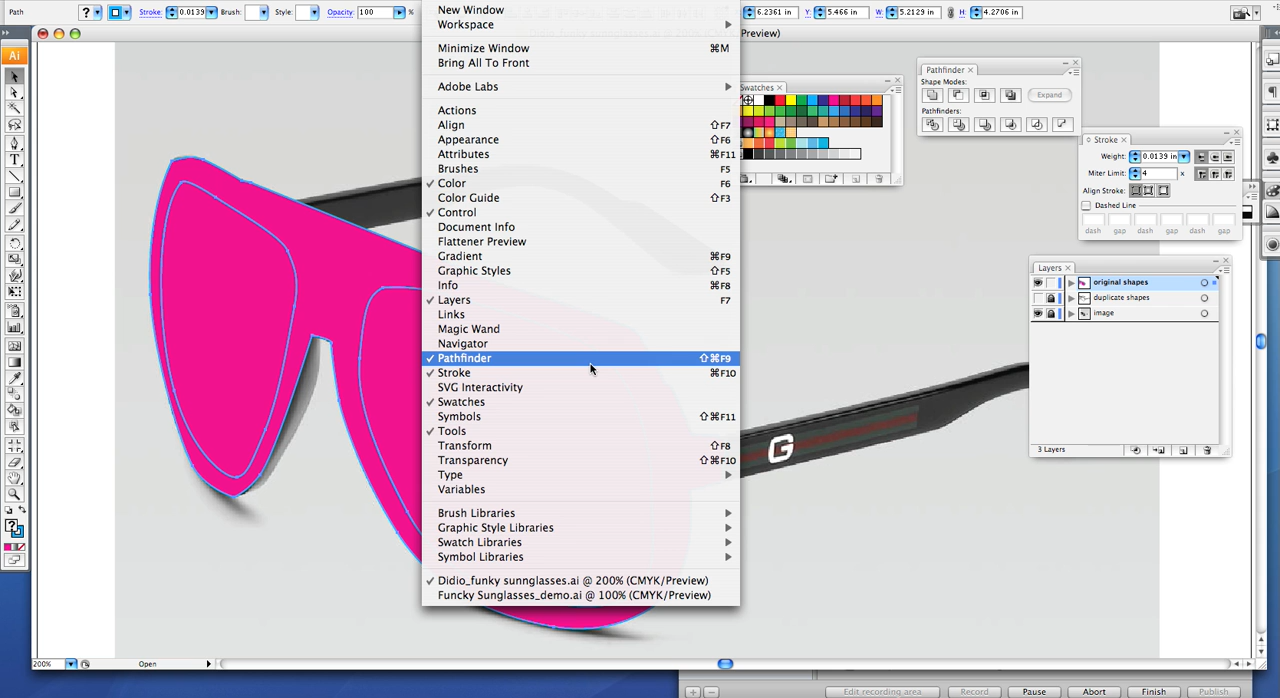 Path ? Stroke: 0.0139 Brush: Style: Opacity: 100 % 6.2361 in Y: 5.466 in W: 5.2129 in H: 4.2706 in
Preview)
Ai
New Window
Workspace
Minimize Window ⌘M
Bring All To Front
Adobe Labs
Actions
Align ⇧F7
Appearance ⇧F6
Attributes ⌘F11
Brushes F5
✓ Color F6
Color Guide ⇧F3
✓ Control
Document Info
Flattener Preview
Gradient ⌘F9
Graphic Styles ⇧F5
Info ⌘F8
✓ Layers F7
Links
Magic Wand
Navigator
✓ Pathfinder ⇧⌘F9
✓ Stroke ⌘F10
SVG Interactivity
✓ Swatches
Symbols ⇧⌘F11
✓ Tools
Transform ⇧F8
Transparency ⇧⌘F10
Type
Variables
Brush Libraries
Graphic Style Libraries
Swatch Libraries
Symbol Libraries
✓ Didio_funky sunnglasses.ai @ 200% (CMYK/Preview)
Funcky Sunglasses_demo.ai @ 100% (CMYK/Preview)
Swatches ×
Pathfinder ×
Shape Modes:
Expand
Pathfinders:
Stroke ×
Weight: 0.0139 in
Miter Limit: 4 x
Align Stroke:
Dashed Line
dash gap dash gap dash gap
Layers ×
original shapes
duplicate shapes
image
3 Layers
G
T
?
200% Open
Edit recording area Record Pause Abort Finish Publish